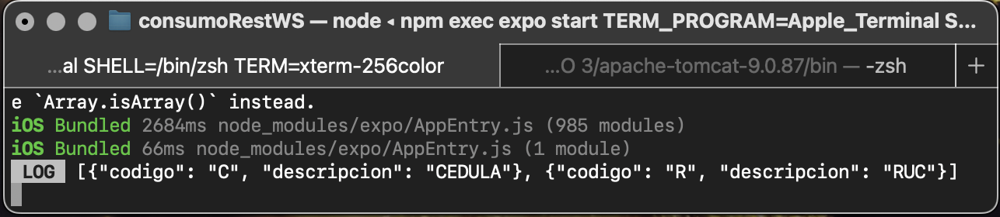 consumoRestWS — node ◂ npm exec expo start TERM_PROGRAM=Apple_Terminal S...
...al SHELL=/bin/zsh TERM=xterm-256color
...O 3/apache-tomcat-9.0.87/bin — -zsh
+
e `Array.isArray()` instead.
iOS Bundled 2684ms node_modules/expo/AppEntry.js (985 modules)
iOS Bundled 66ms node_modules/expo/AppEntry.js (1 module)
LOG [{"codigo": "C", "descripcion": "CEDULA"}, {"codigo": "R", "descripcion": "RUC"}]